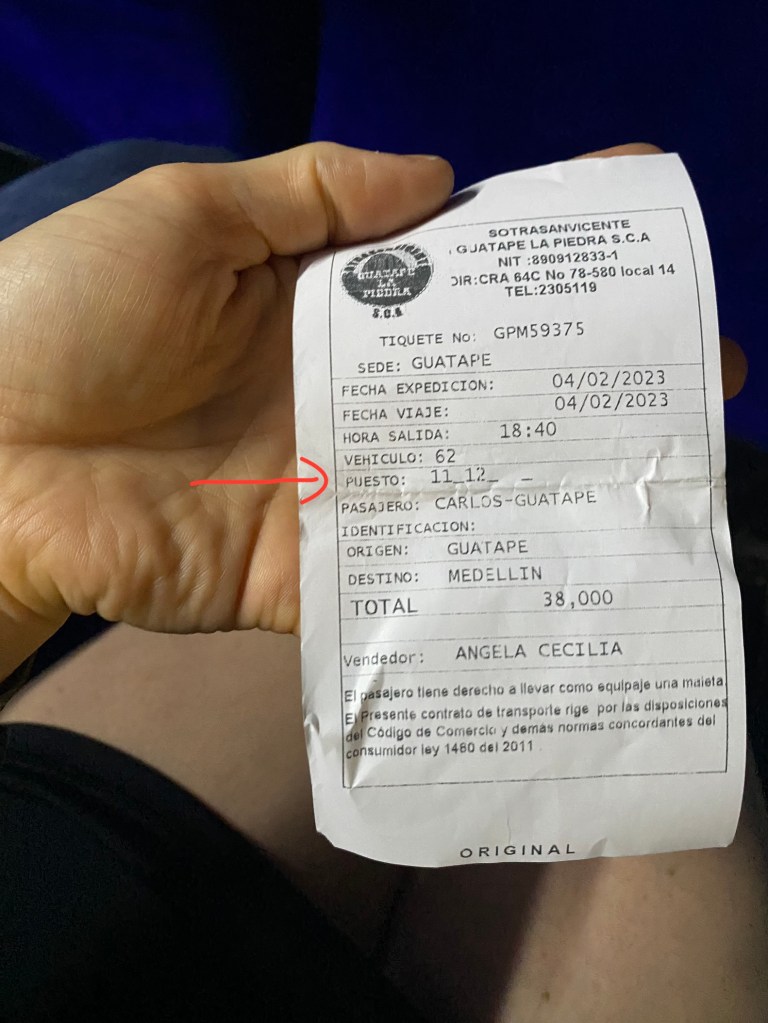 SOTRASANVICENTE
GUATAPE LA PIEDRA S.C.A
NIT :890912833-1
DIR:CRA 64C No 78-580 local 14
TEL:2305119
GUATAPE
LA
PIEDRA
S.C.A
TIQUETE No: GPM59375
SEDE: GUATAPE
FECHA EXPEDICION: 04/02/2023
FECHA VIAJE: 04/02/2023
HORA SALIDA: 18:40
VEHICULO: 62
PUESTO: 11_12_ _
PASAJERO: CARLOS-GUATAPE
IDENTIFICACION:
ORIGEN: GUATAPE
DESTINO: MEDELLIN
TOTAL 38,000
Vendedor: ANGELA CECILIA
El pasajero tiene derecho a llevar como equipaje una maleta.
El Presente contrato de transporte rige por las disposiciones
del Código de Comercio y demás normas concordantes del
consumidor ley 1480 del 2011.
ORIGINAL